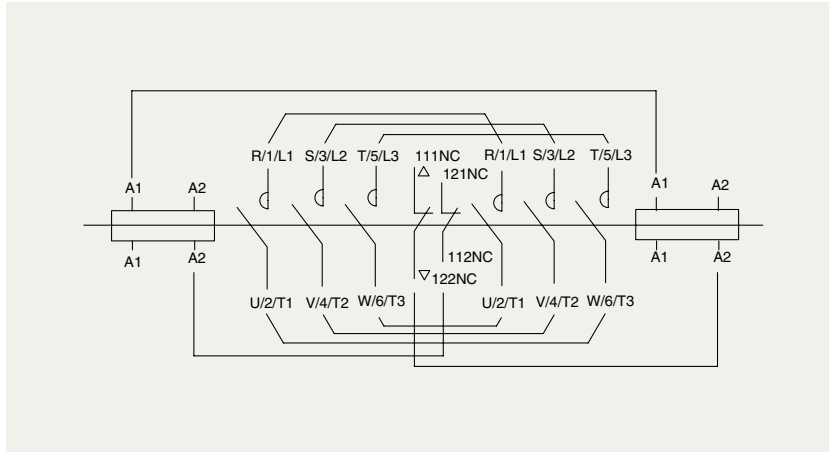 R/1/L1 S/3/L2 T/5/L3 111NC R/1/L1 S/3/L2 T/5/L3
121NC
A1 A2 A1 A2
A1 A2 A1 A2
112NC
122NC
U/2/T1 V/4/T2 W/6/T3 U/2/T1 V/4/T2 W/6/T3